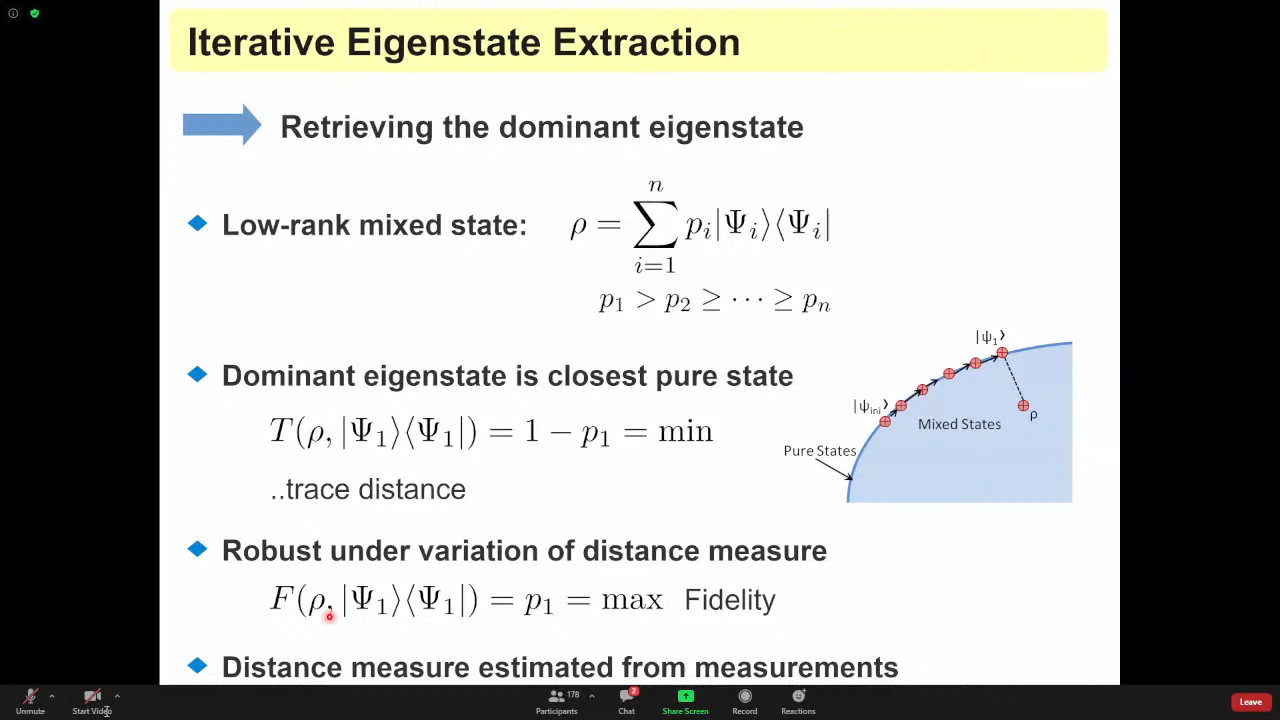 Iterative Eigenstate Extraction
Retrieving the dominant eigenstate
Low-rank mixed state: ρ = ∑_{i=1}^{n} p_i|Ψ_i⟩⟨Ψ_i|
p_1 > p_2 ≥ ⋯ ≥ p_n
Dominant eigenstate is closest pure state
T(ρ, |Ψ_1⟩⟨Ψ_1|) = 1 − p_1 = min
..trace distance
|ψ_1⟩
|ψ_ini⟩
ρ
Mixed States
Pure States
Robust under variation of distance measure
F(ρ, |Ψ_1⟩⟨Ψ_1|) = p_1 = max Fidelity
Distance measure estimated from measurements
Unmute
Start Video
178
Participants
2
Chat
Share Screen
Record
Reactions
Leave